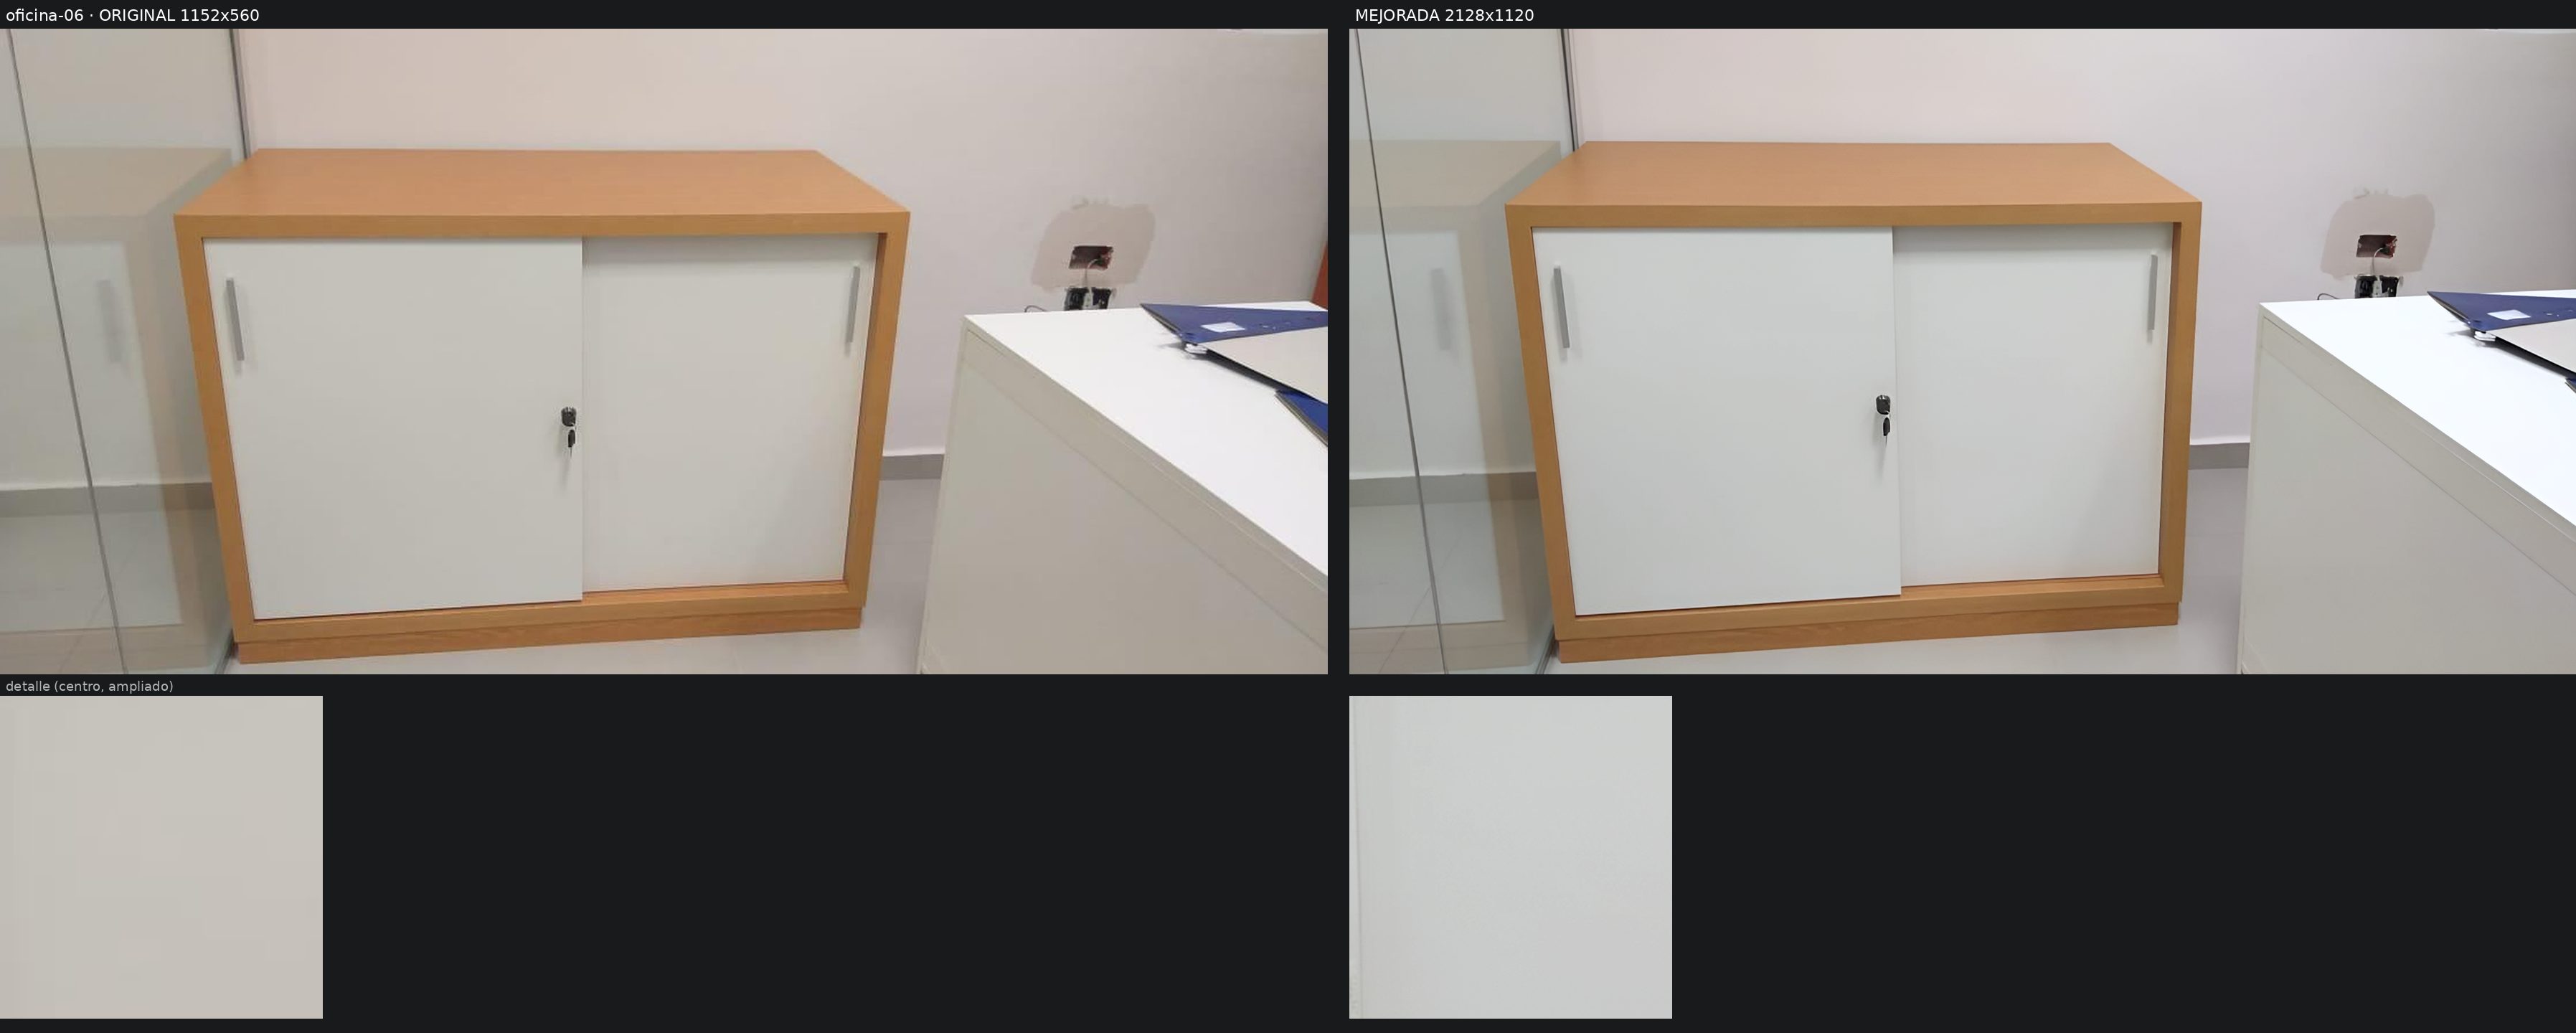 oficina-06 · ORIGINAL 1152x560
MEJORADA 2128x1120
detalle (centro, ampliado)